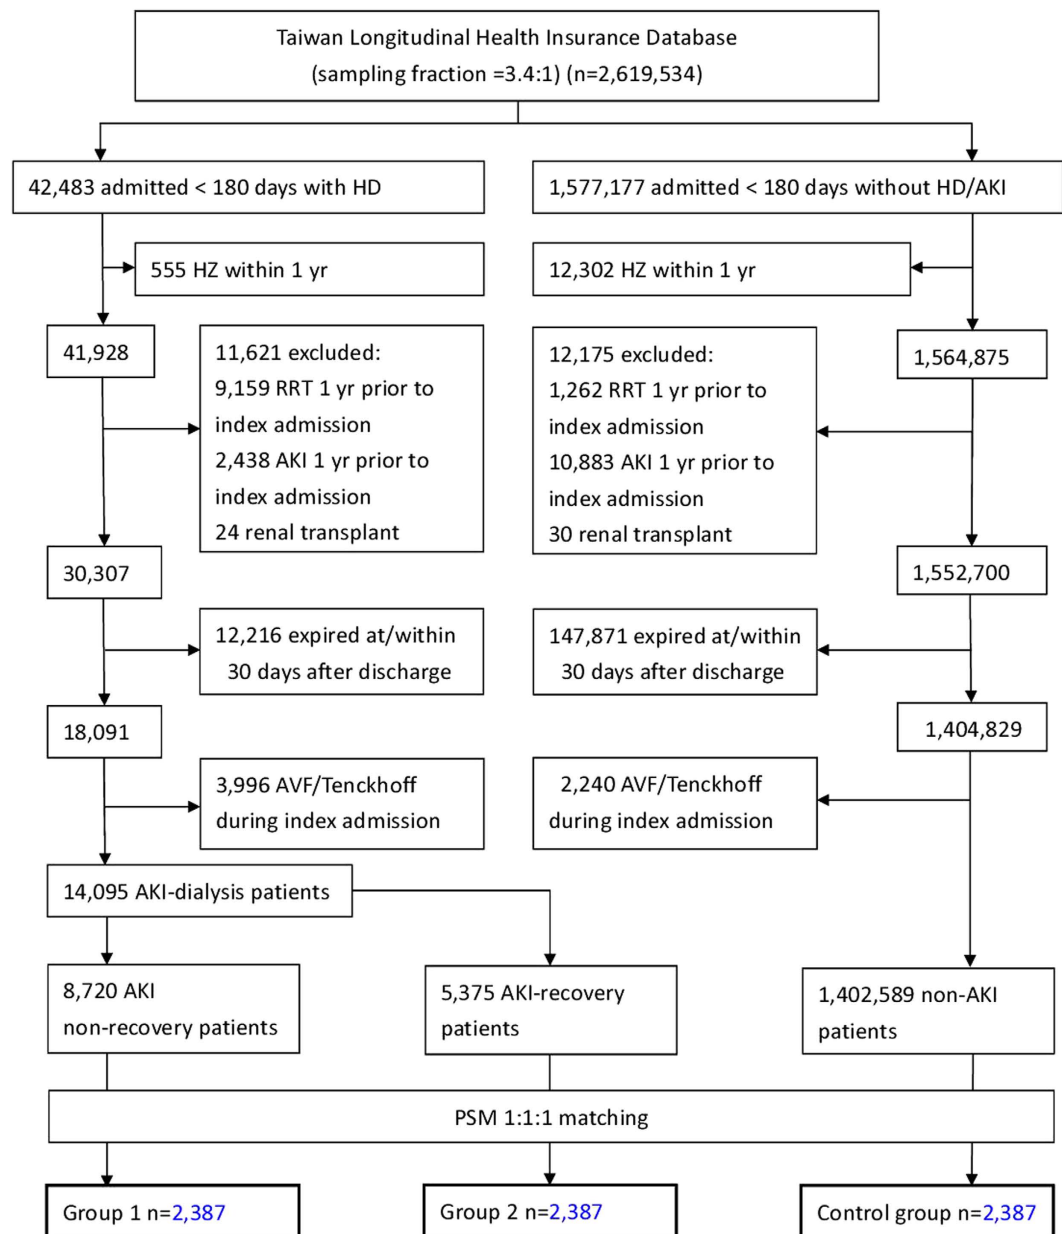 Taiwan Longitudinal Health Insurance Database
(sampling fraction =3.4:1) (n=2,619,534)
42,483 admitted < 180 days with HD
1,577,177 admitted < 180 days without HD/AKI
555 HZ within 1 yr
12,302 HZ within 1 yr
41,928
11,621 excluded:
9,159 RRT 1 yr prior to
index admission
2,438 AKI 1 yr prior to
index admission
24 renal transplant
12,175 excluded:
1,262 RRT 1 yr prior to
index admission
10,883 AKI 1 yr prior to
index admission
30 renal transplant
1,564,875
30,307
1,552,700
12,216 expired at/within
30 days after discharge
147,871 expired at/within
30 days after discharge
18,091
1,404,829
3,996 AVF/Tenckhoff
during index admission
2,240 AVF/Tenckhoff
during index admission
14,095 AKI-dialysis patients
8,720 AKI
non-recovery patients
5,375 AKI-recovery
patients
1,402,589 non-AKI
patients
PSM 1:1:1 matching
Group 1 n=2,387
Group 2 n=2,387
Control group n=2,387